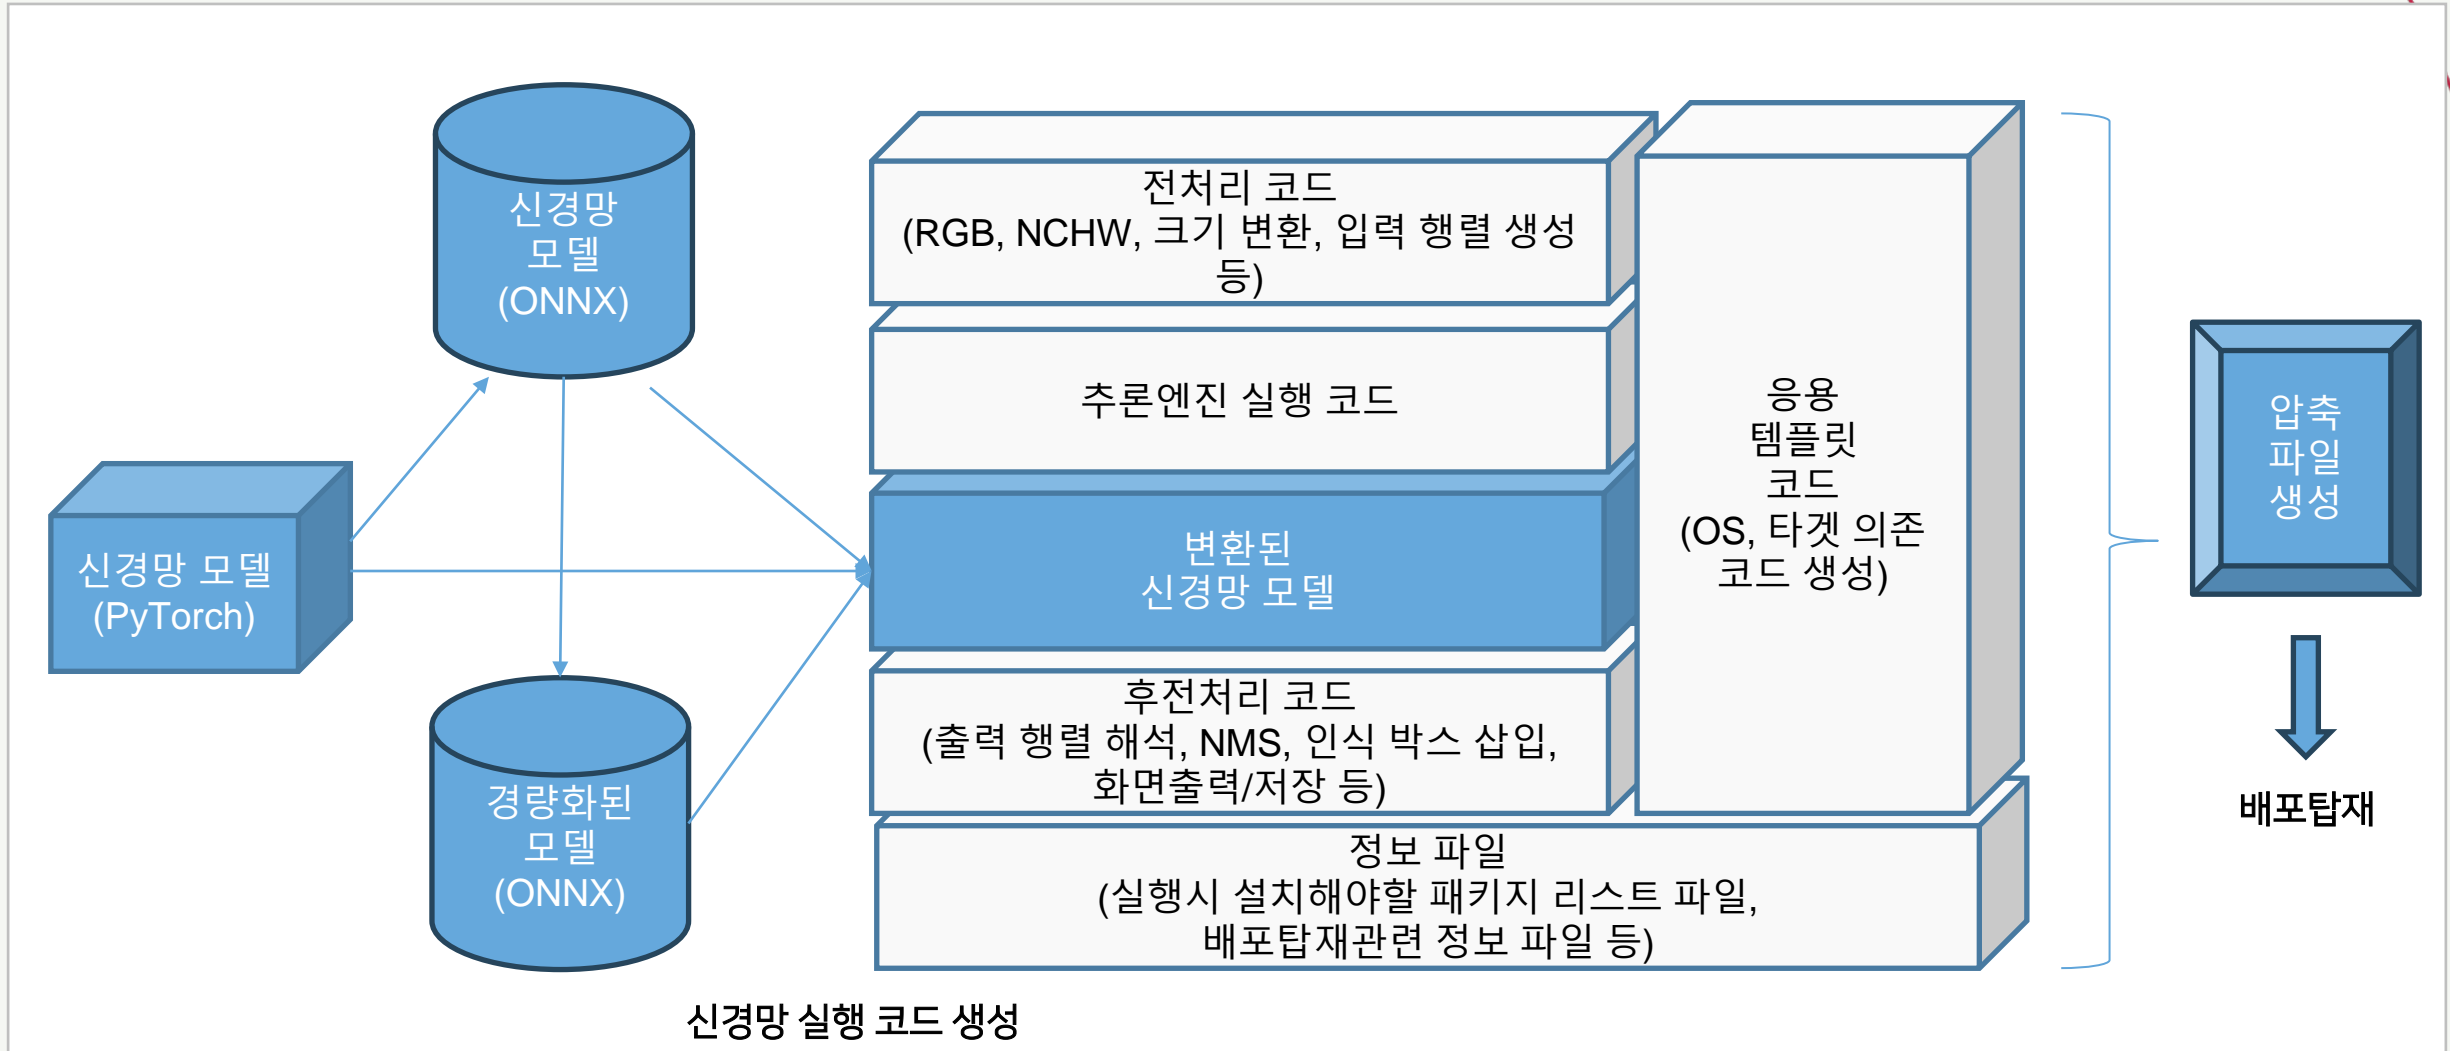 신경망
모델
(ONNX)
신경망 모델
(PyTorch)
경량화된
모델
(ONNX)
전처리 코드
(RGB, NCHW, 크기 변환, 입력 행렬 생성
등)
추론엔진 실행 코드
변환된
신경망 모델
후전처리 코드
(출력 행렬 해석, NMS, 인식 박스 삽입,
화면출력/저장 등)
응용
템플릿
코드
(OS, 타겟 의존
코드 생성)
정보 파일
(실행시 설치해야할 패키지 리스트 파일,
배포탑재관련 정보 파일 등)
압축
파일
생성
배포탑재
신경망 실행 코드 생성